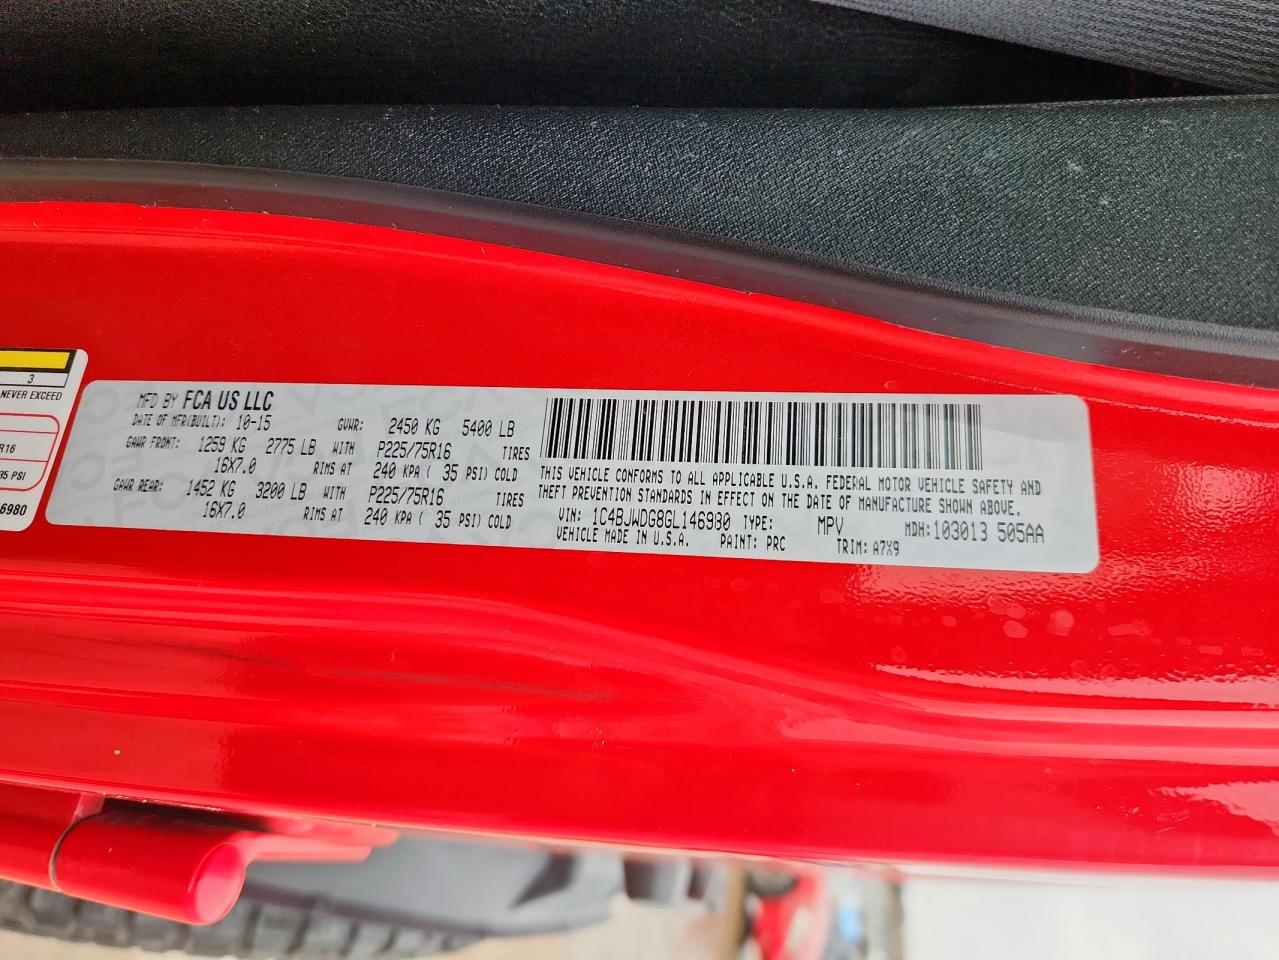 3
NEVER EXCEED
R16
35 PSI
6980
MFD BY FCA US LLC
DATE OF MFR(BUILT): 10-15 GVWR: 2450 KG 5400 LB
GAWR FRONT: 1259 KG 2775 LB WITH P225/75R16 TIRES
16X7.0 RIMS AT 240 KPA ( 35 PSI) COLD
GAWR REAR: 1452 KG 3200 LB WITH P225/75R16 TIRES
16X7.0 RIMS AT 240 KPA ( 35 PSI) COLD
THIS VEHICLE CONFORMS TO ALL APPLICABLE U.S.A. FEDERAL MOTOR VEHICLE SAFETY AND
THEFT PREVENTION STANDARDS IN EFFECT ON THE DATE OF MANUFACTURE SHOWN ABOVE.
VIN: 1C4BJWDG8GL146980 TYPE: MPV MDH:103013 505AA
VEHICLE MADE IN U.S.A. PAINT: PRC TRIM: A7X9